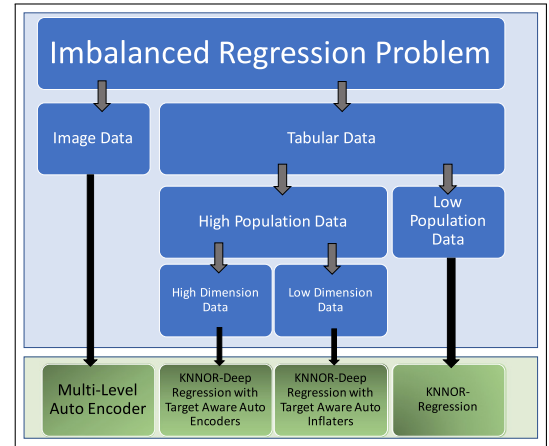 Imbalanced Regression Problem
Image Data
Tabular Data
High Population Data
Low
Population
Data
High Dimension
Data
Low Dimension
Data
Multi-Level
Auto Encoder
KNNOR-Deep
Regression with
Target Aware Auto
Encoders
KNNOR-Deep
Regression with
Target Aware Auto
Inflaters
KNNOR-
Regression